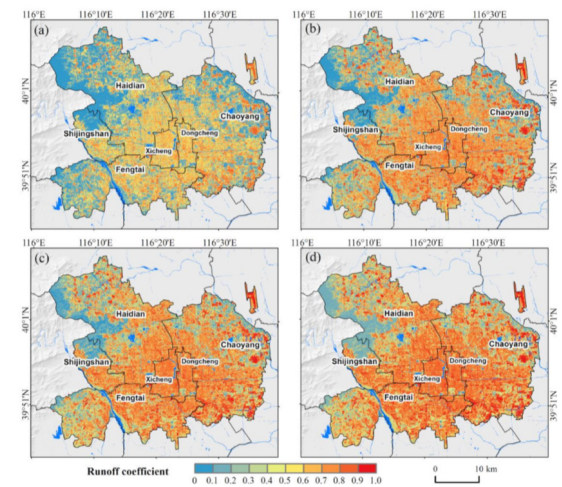 116°E 116°10'E 116°20'E 116°30'E 116°E 116°10'E 116°20'E 116°30'E
(a) (b)
Haidian Haidian
40°1'N 40°1'N
Chaoyang Chaoyang
Shijingshan Dongcheng Shijingshan Dongcheng
Xicheng Xicheng
Fengtai Fengtai
39°51'N 39°51'N
116°E 116°10'E 116°20'E 116°30'E 116°E 116°10'E 116°20'E 116°30'E
(c) (d)
Haidian Haidian
40°1'N 40°1'N
Chaoyang Chaoyang
Shijingshan Dongcheng Shijingshan Dongcheng
Xicheng Xicheng
Fengtai Fengtai
39°51'N 39°51'N
Runoff coefficient
0 0.1 0.2 0.3 0.4 0.5 0.6 0.7 0.8 0.9 1.0
0 10 km